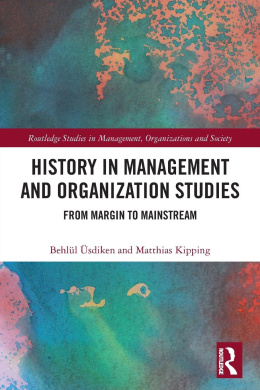 Routledge Studies in Management, Organizations and Society
HISTORY IN MANAGEMENT
AND ORGANIZATION STUDIES
FROM MARGIN TO MAINSTREAM
Behlül Üsdiken and Matthias Kipping
ROUTLEDGE